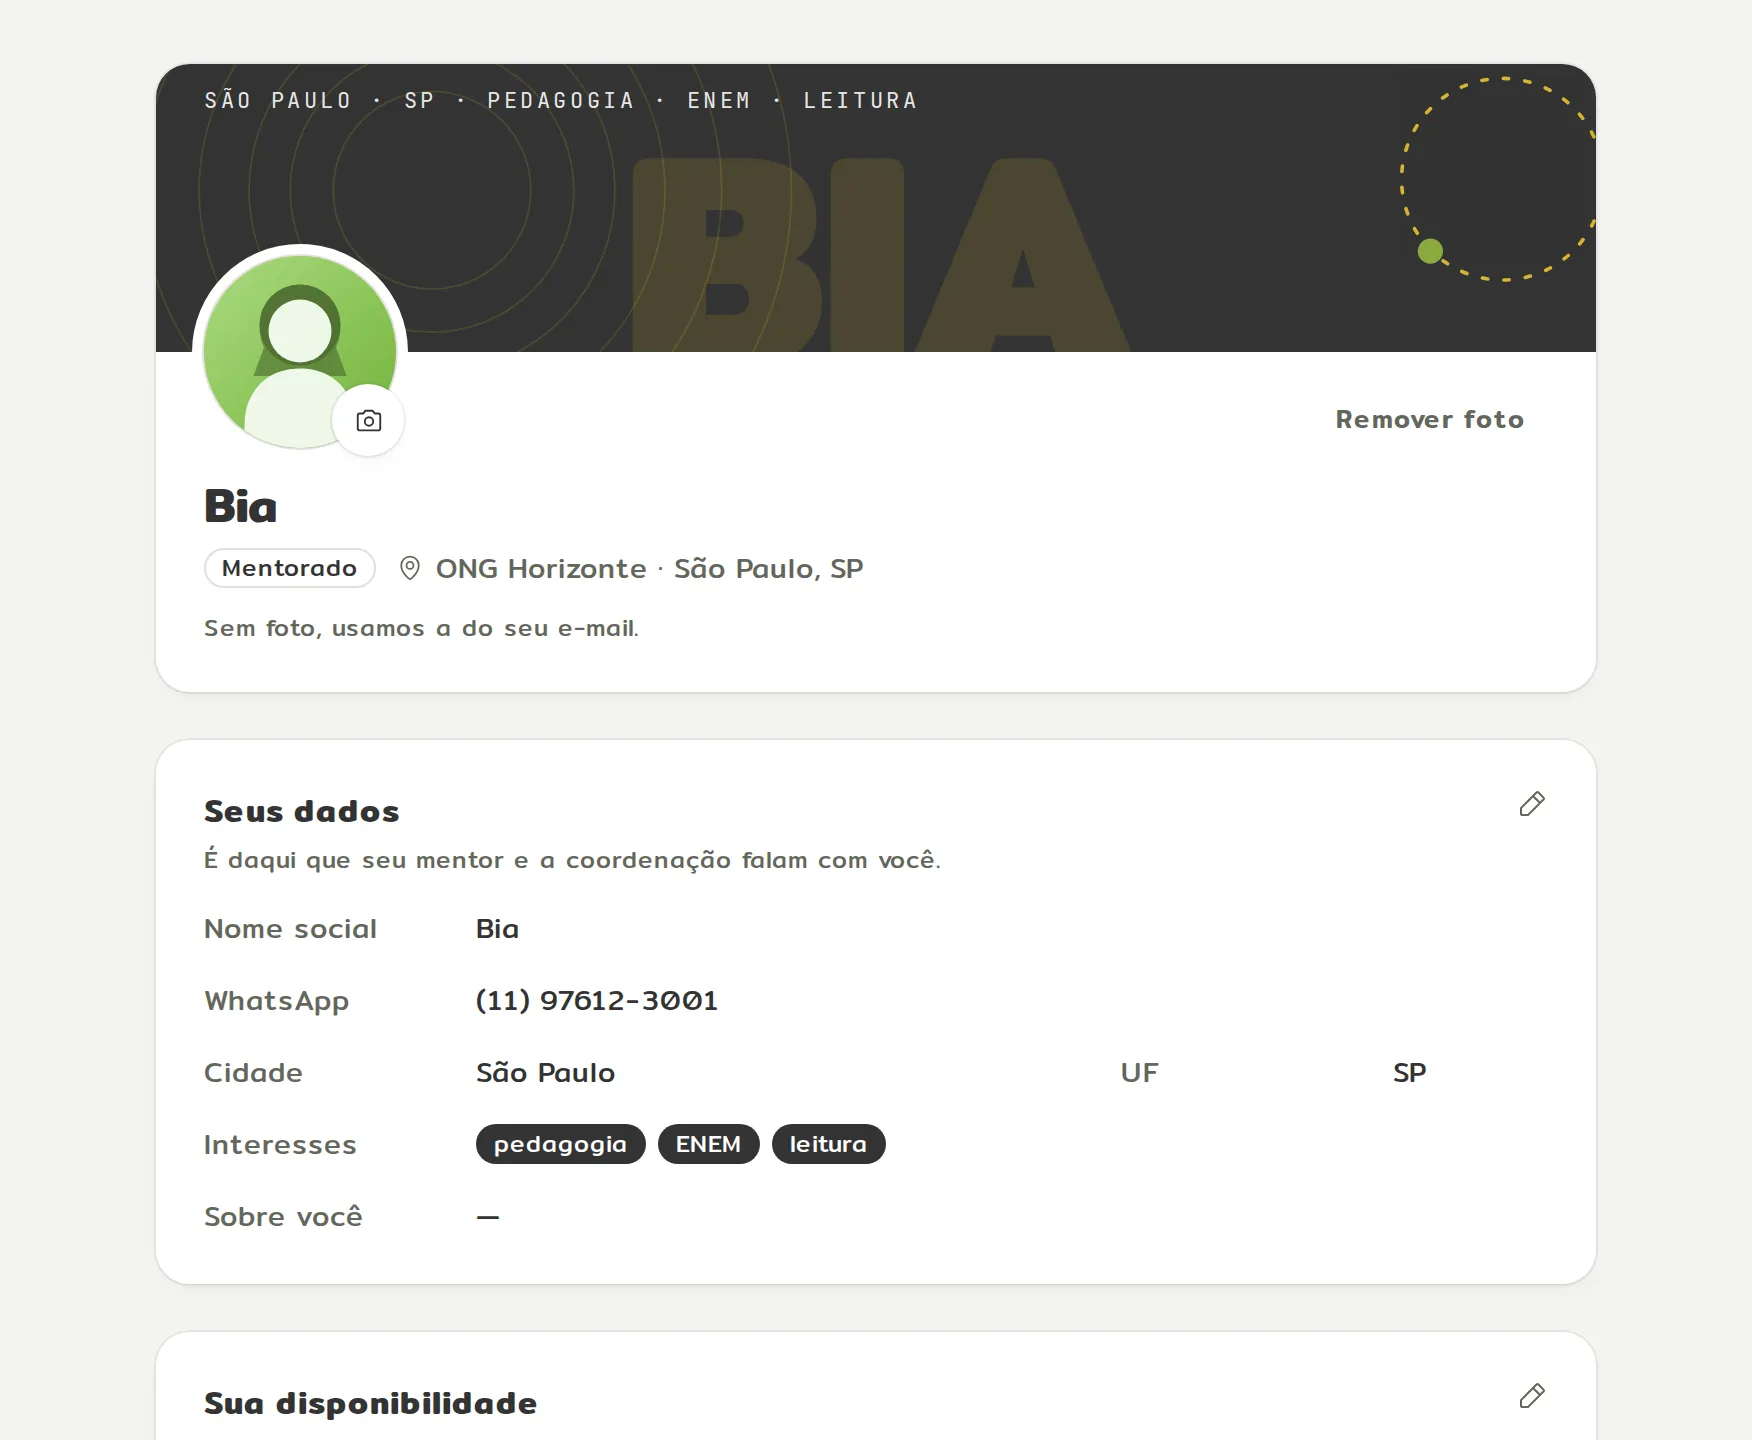 SÃO PAULO · SP · PEDAGOGIA · ENEM · LEITURA
BIA
Remover foto
Bia
Mentorado ONG Horizonte · São Paulo, SP
Sem foto, usamos a do seu e-mail.
Seus dados
É daqui que seu mentor e a coordenação falam com você.
Nome social Bia
WhatsApp (11) 97612-3001
Cidade São Paulo UF SP
Interesses pedagogia ENEM leitura
Sobre você —
Sua disponibilidade